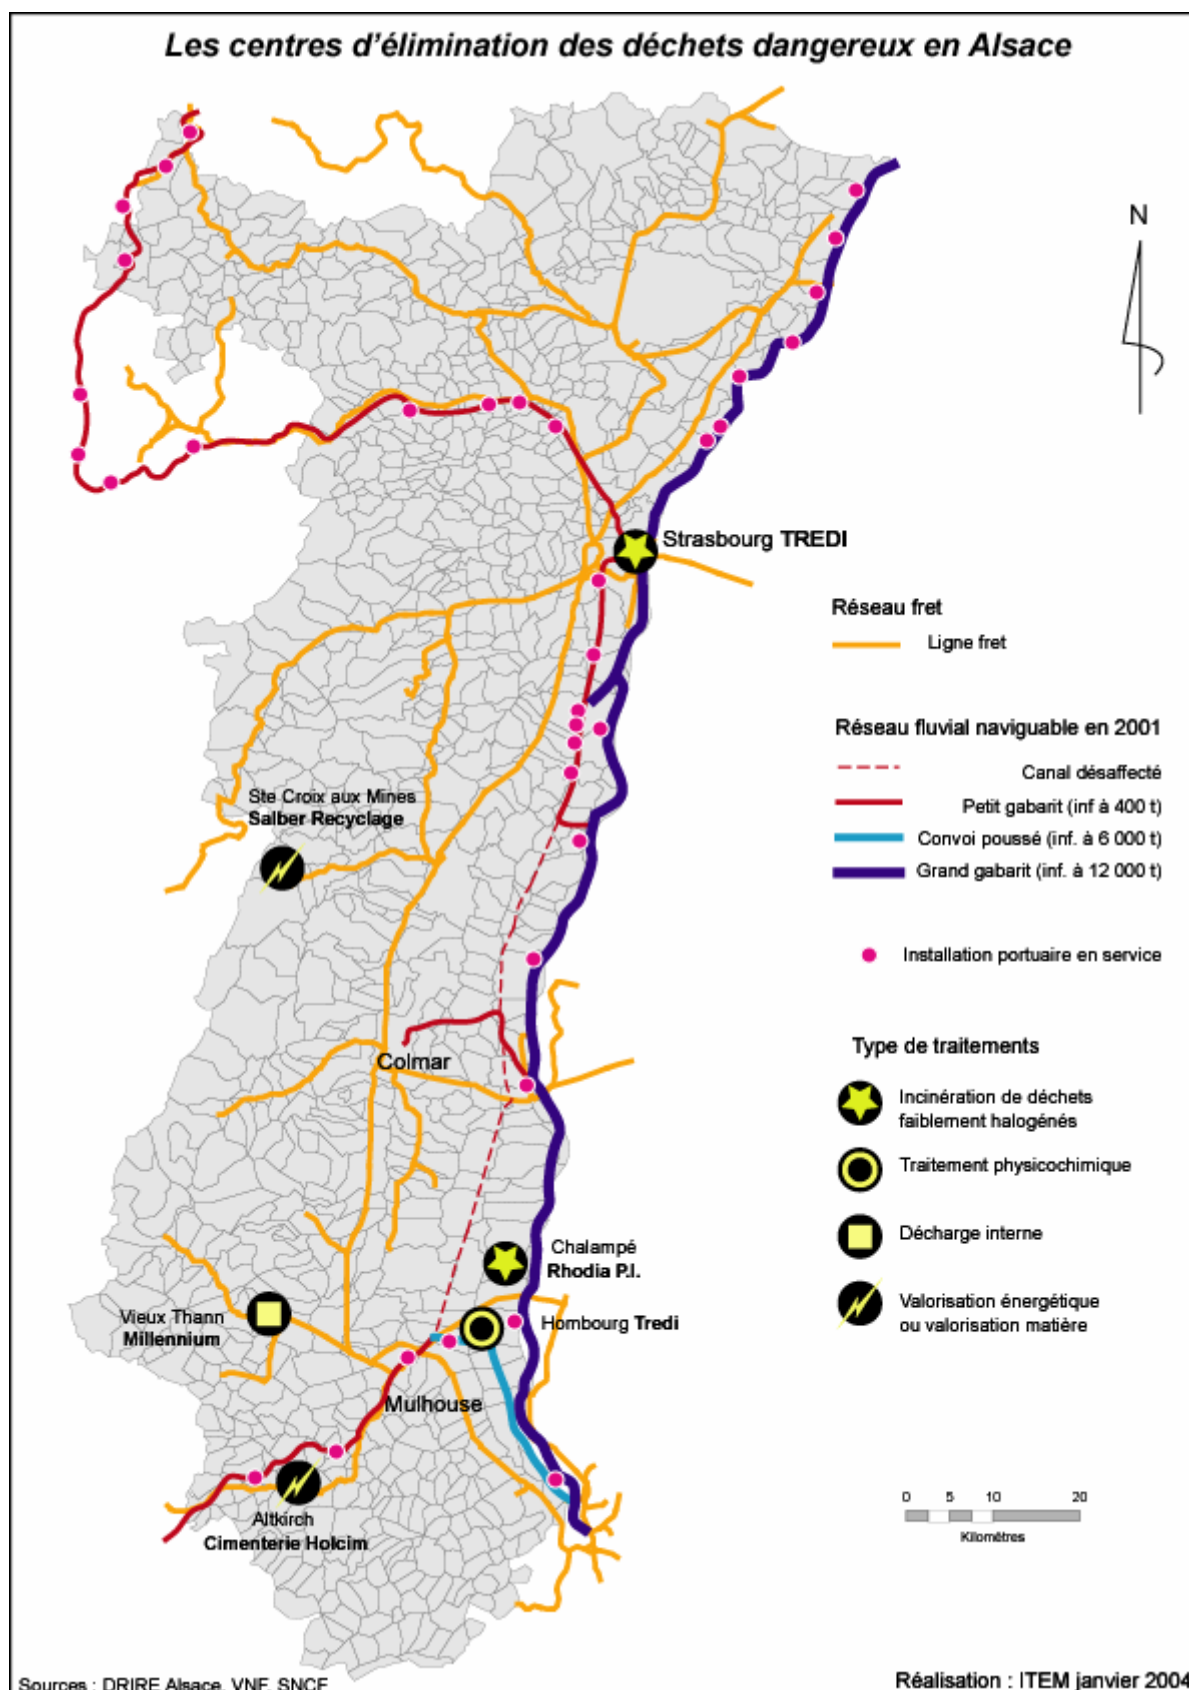 Les centres d'élimination des déchets dangereux en Alsace
N
Strasbourg TREDI
Réseau fret
Ligne fret
Réseau fluvial naviguable en 2001
Canal désaffecté
Petit gabarit (inf à 400 t)
Convoi poussé (inf. à 6 000 t)
Grand gabarit (inf. à 12 000 t)
Installation portuaire en service
Ste Croix aux Mines
Salber Recyclage
Colmar
Type de traitements
Incinération de déchets
faiblement halogénés
Traitement physicochimique
Décharge interne
Valorisation énergétique
ou valorisation matière
Chalampé
Rhodia P.I.
Hombourg Tredi
Vieux Thann
Millennium
Mulhouse
Altkirch
Cimenterie Holcim
0 5 10 20
Kilomètres
Sources : DRIRE Alsace, VNF, SNCF
Réalisation : ITEM janvier 2004